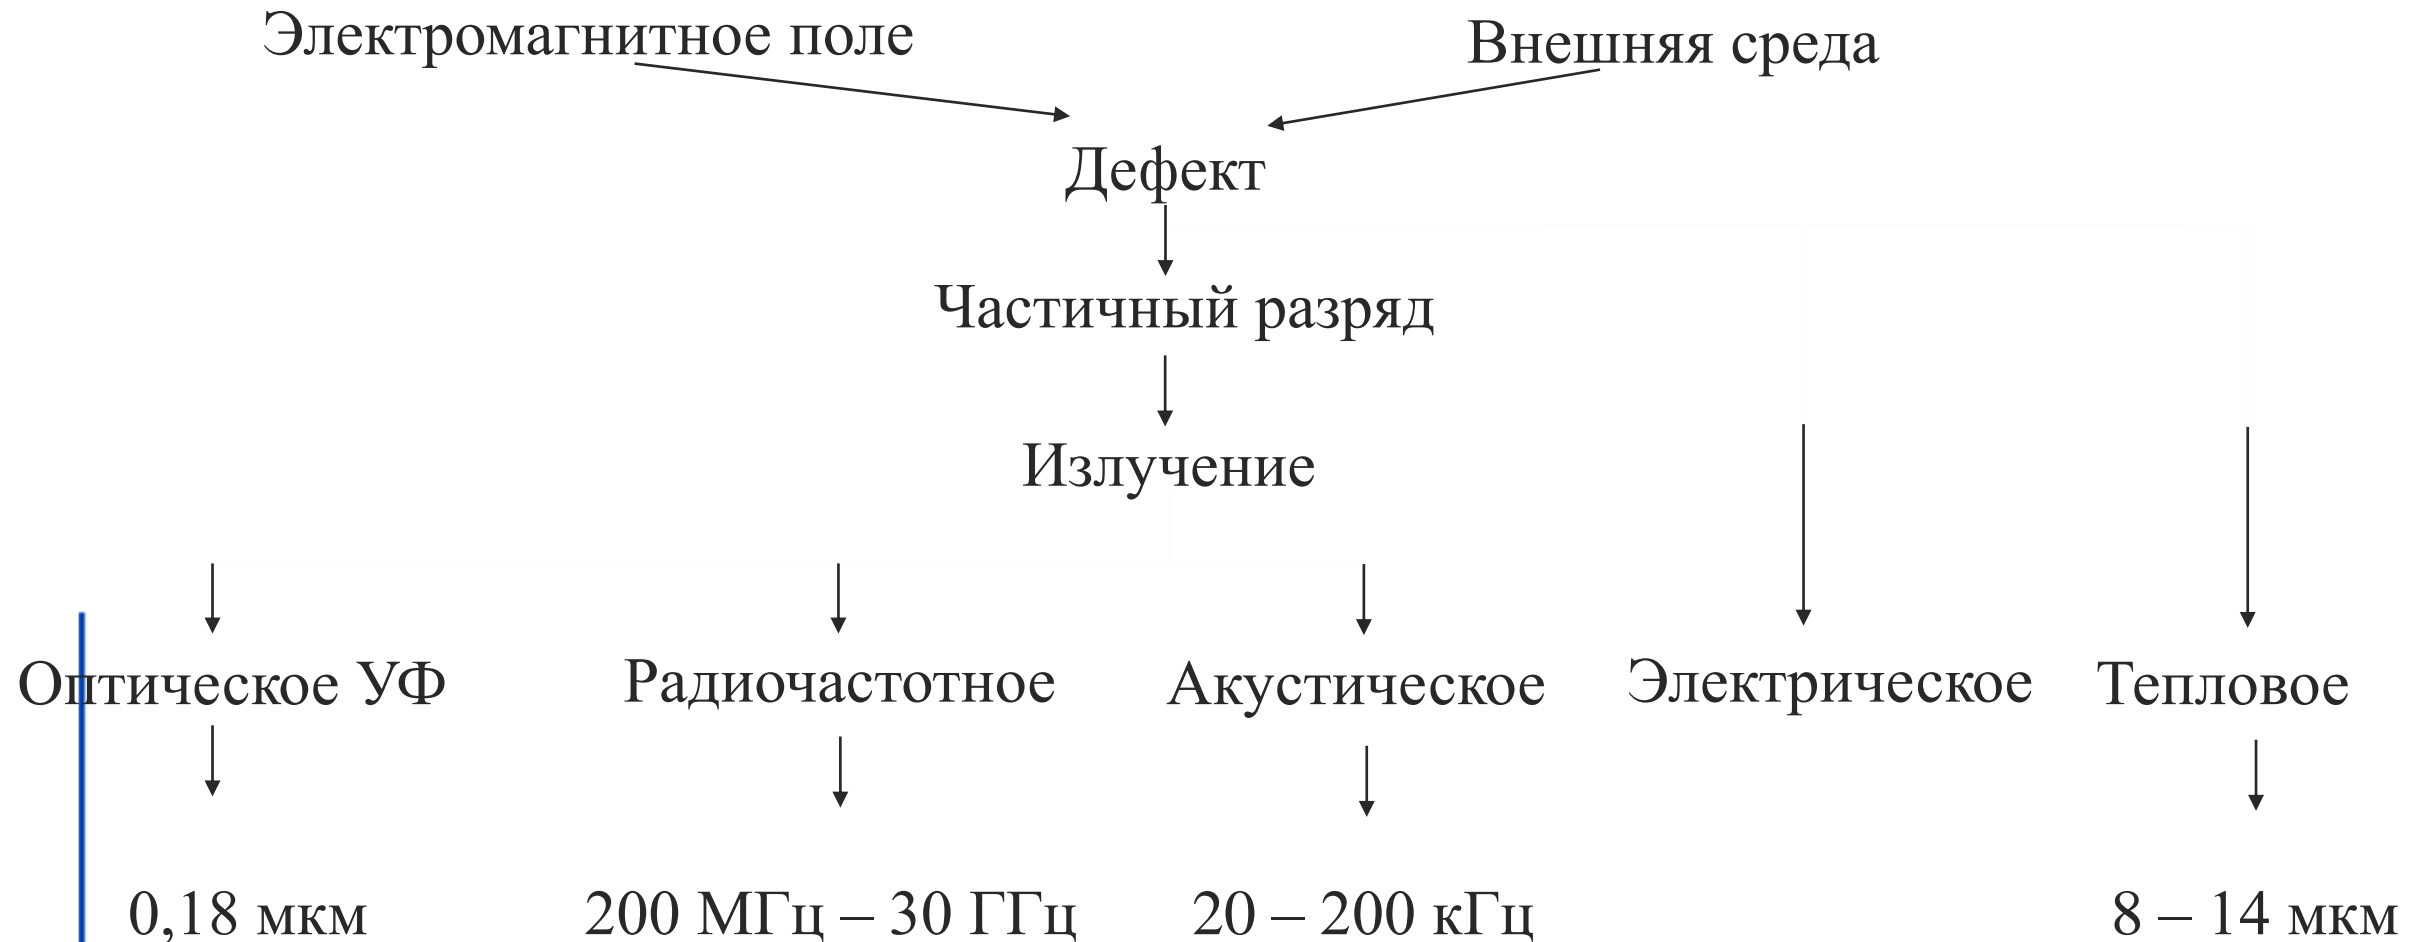 Электромагнитное поле
Внешняя среда
Дефект
Частичный разряд
Излучение
Оптическое УФ
Радиочастотное
Акустическое
Электрическое
Тепловое
0,18 мкм
200 МГц – 30 ГГц
20 – 200 кГц
8 – 14 мкм